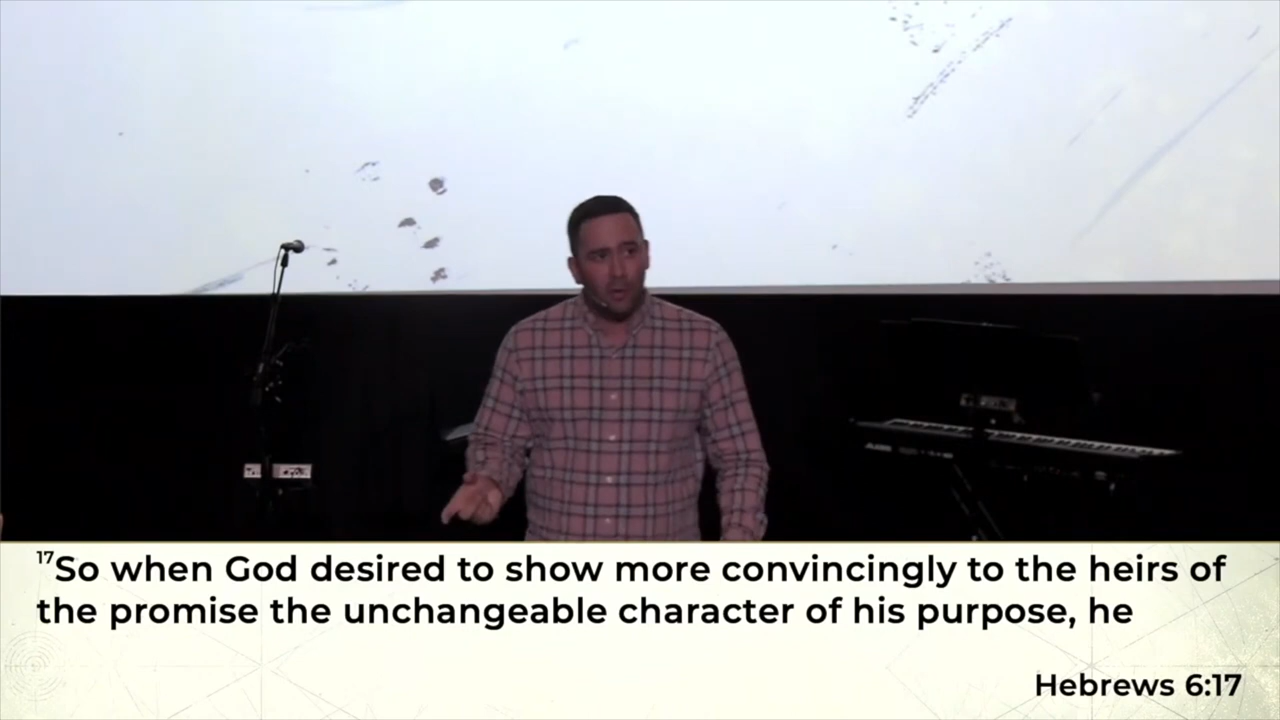 ¹⁷So when God desired to show more convincingly to the heirs of
the promise the unchangeable character of his purpose, he
Hebrews 6:17